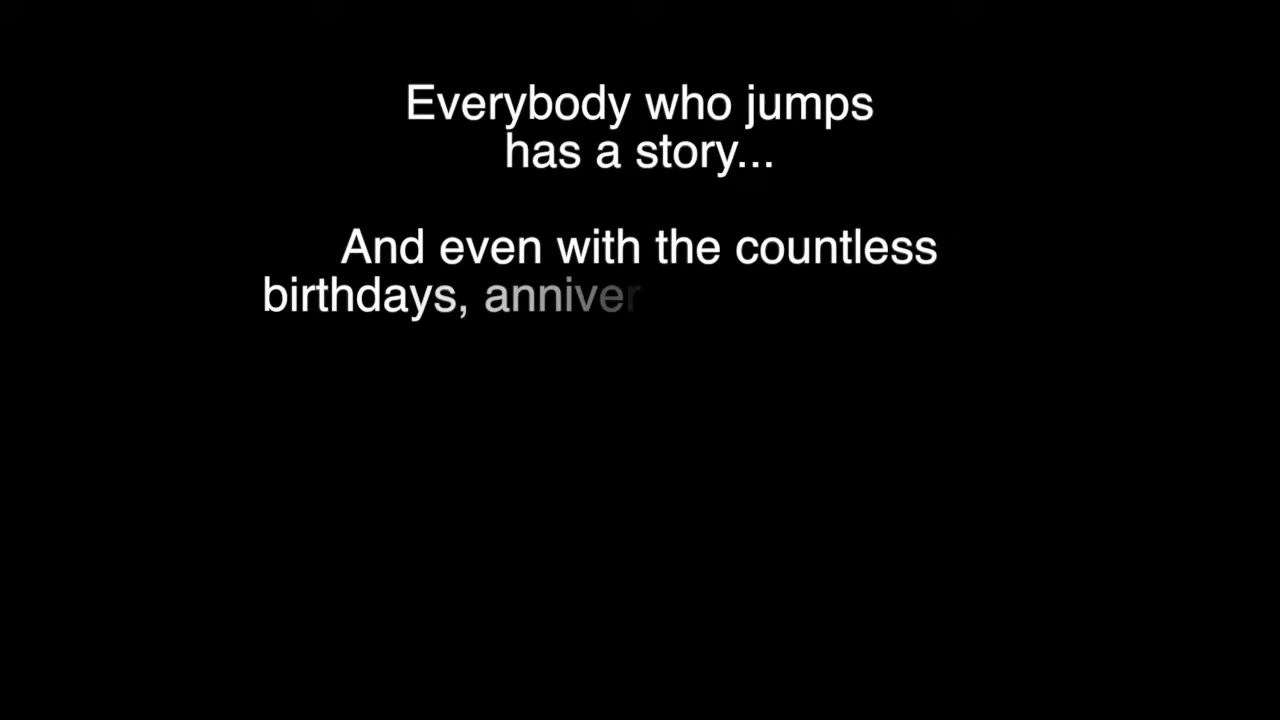 Everybody who jumps
has a story...
And even with the countless
birthdays, anniver